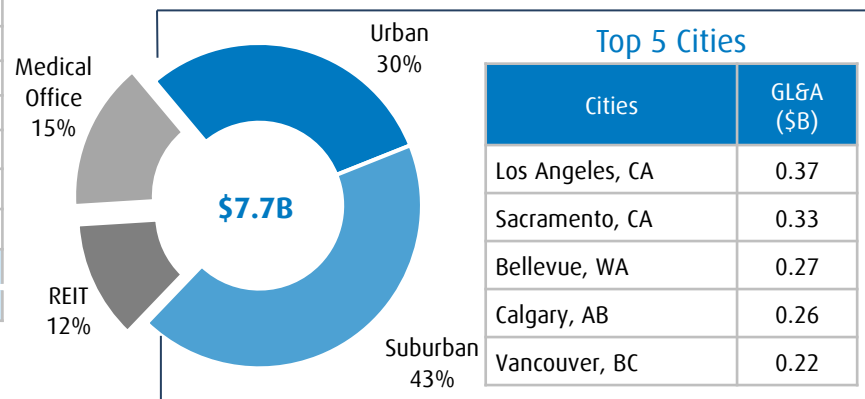 Urban
30%
Medical
Office
15%
$7.7B
REIT
12%
Suburban
43%
Top 5 Cities
Cities GL&A
($B)
Los Angeles, CA 0.37
Sacramento, CA 0.33
Bellevue, WA 0.27
Calgary, AB 0.26
Vancouver, BC 0.22